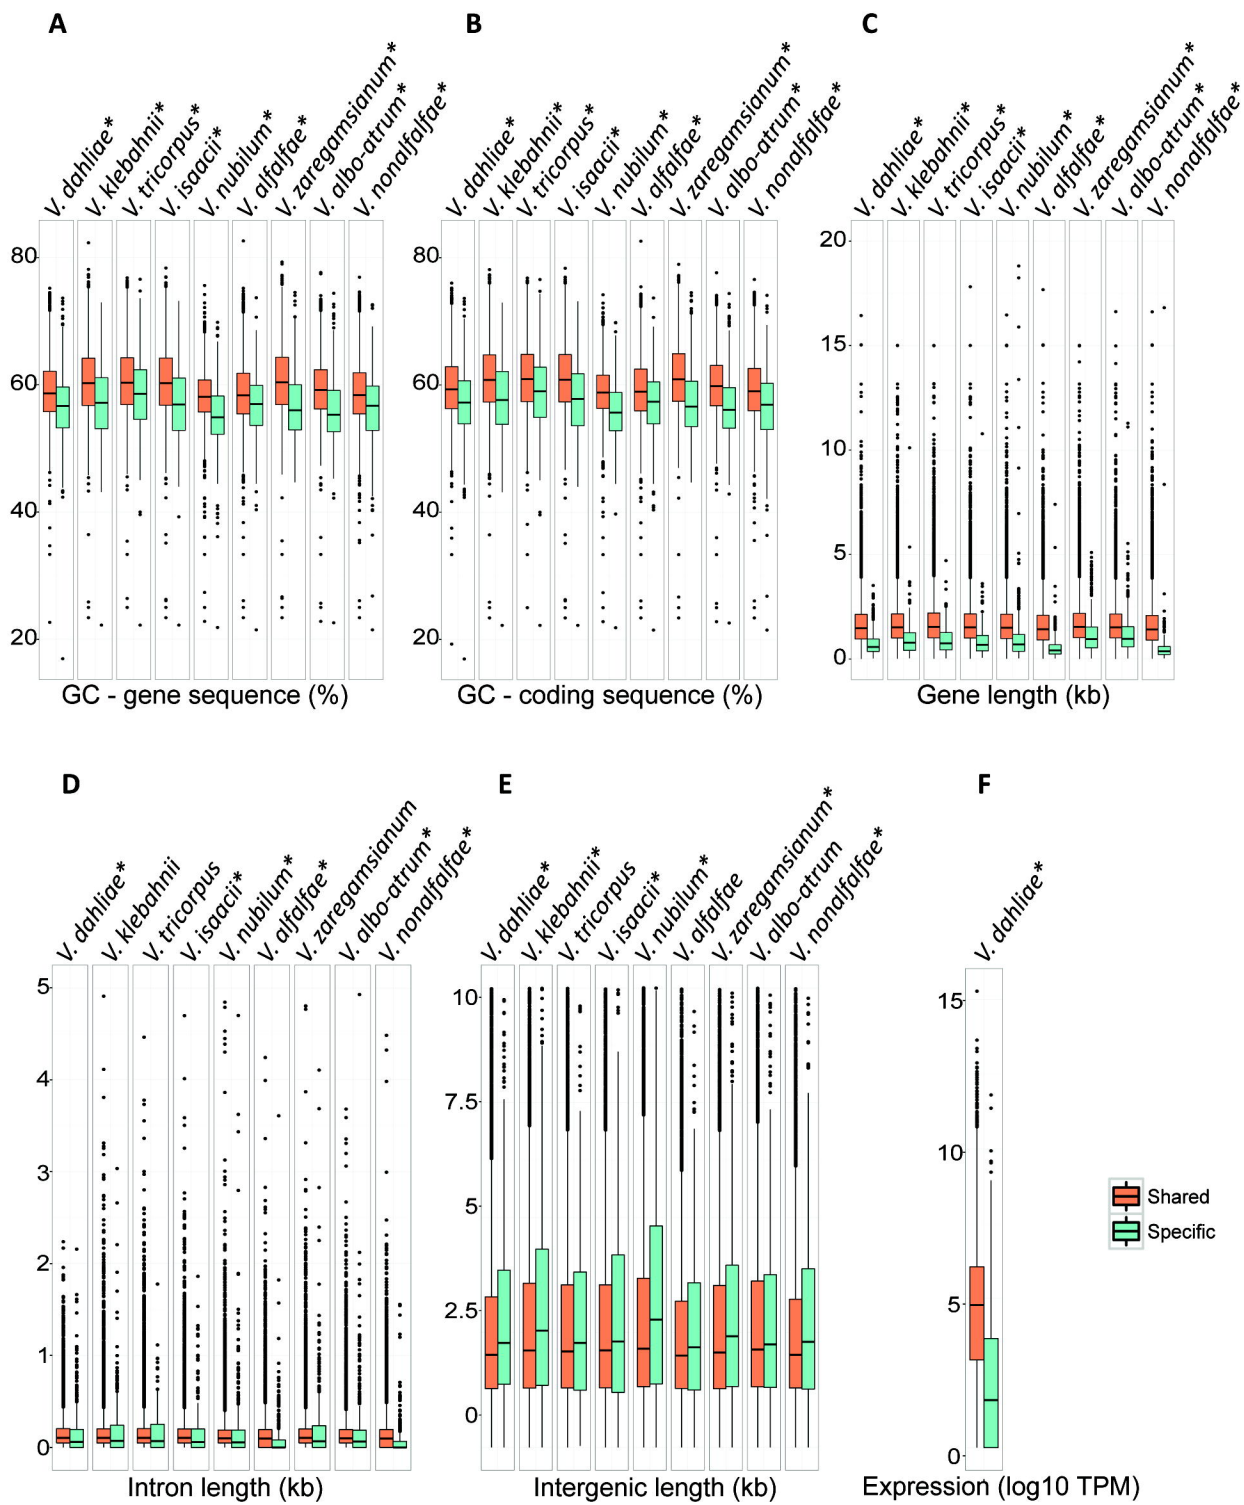 A
B
C
V. dahliae*
V. klebahnii*
V. tricorpus*
V. isaacii*
V. nubilum*
V. alfalfae*
V. zaregamsianum*
V. albo-atrum*
V. nonalfalfae*
V. dahliae*
V. klebahnii*
V. tricorpus*
V. isaacii*
V. nubilum*
V. alfalfae*
V. zaregamsianum*
V. albo-atrum*
V. nonalfalfae*
V. dahliae*
V. klebahnii*
V. tricorpus*
V. isaacii*
V. nubilum*
V. alfalfae*
V. zaregamsianum*
V. albo-atrum*
V. nonalfalfae*
80
60
40
20
80
60
40
20
20
15
10
5
0
GC - gene sequence (%)
GC - coding sequence (%)
Gene length (kb)
D
E
F
V. dahliae*
V. klebahnii
V. tricorpus
V. isaacii*
V. nubilum*
V. alfalfae*
V. zaregamsianum
V. albo-atrum*
V. nonalfalfae*
V. dahliae*
V. klebahnii*
V. tricorpus
V. isaacii*
V. nubilum*
V. alfalfae
V. zaregamsianum*
V. albo-atrum
V. nonalfalfae*
V. dahliae*
5
4
3
2
1
0
10
7.5
5
2.5
0
15
10
5
0
Shared
Specific
Intron length (kb)
Intergenic length (kb)
Expression (log10 TPM)